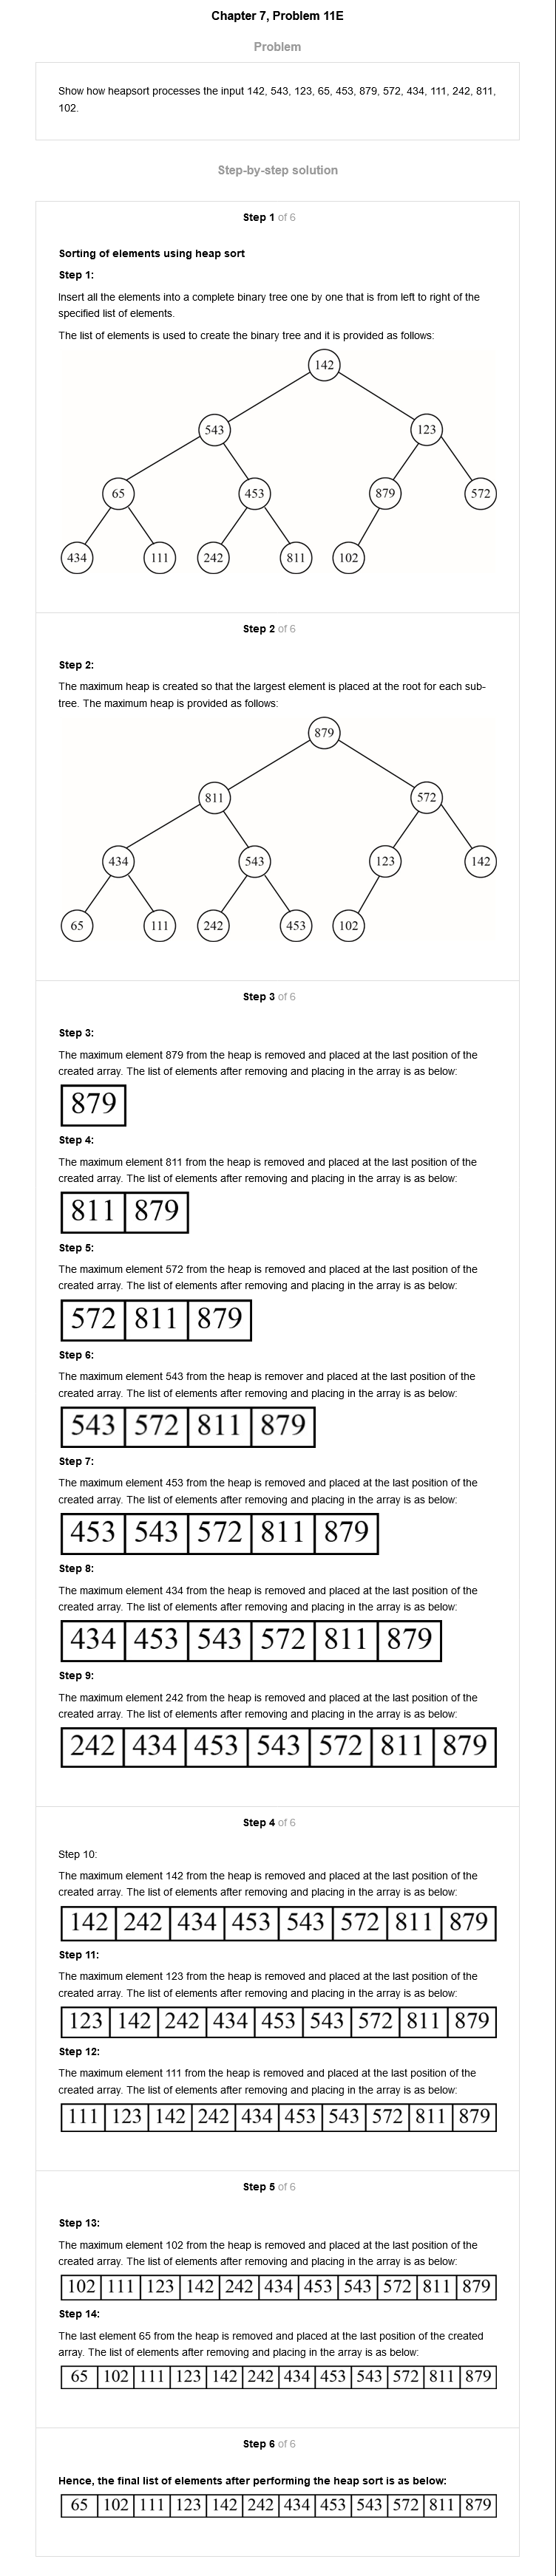 Chapter 7, Problem 11E
Problem
Show how heapsort processes the input 142, 543, 123, 65, 453, 879, 572, 434, 111, 242, 811,
102.
Step-by-step solution
Step 1 of 6
Sorting of elements using heap sort
Step 1:
Insert all the elements into a complete binary tree one by one that is from left to right of the
specified list of elements.
The list of elements is used to create the binary tree and it is provided as follows:
142
543 123
65 453 879 572
434 111 242 811 102
Step 2 of 6
Step 2:
The maximum heap is created so that the largest element is placed at the root for each sub-
tree. The maximum heap is provided as follows:
879
811 572
434 543 123 142
65 111 242 453 102
Step 3 of 6
Step 3:
The maximum element 879 from the heap is removed and placed at the last position of the
created array. The list of elements after removing and placing in the array is as below:
879
Step 4:
The maximum element 811 from the heap is removed and placed at the last position of the
created array. The list of elements after removing and placing in the array is as below:
811 879
Step 5:
The maximum element 572 from the heap is removed and placed at the last position of the
created array. The list of elements after removing and placing in the array is as below:
572 811 879
Step 6:
The maximum element 543 from the heap is remover and placed at the last position of the
created array. The list of elements after removing and placing in the array is as below:
543 572 811 879
Step 7:
The maximum element 453 from the heap is removed and placed at the last position of the
created array. The list of elements after removing and placing in the array is as below:
453 543 572 811 879
Step 8:
The maximum element 434 from the heap is removed and placed at the last position of the
created array. The list of elements after removing and placing in the array is as below:
434 453 543 572 811 879
Step 9:
The maximum element 242 from the heap is removed and placed at the last position of the
created array. The list of elements after removing and placing in the array is as below:
242 434 453 543 572 811 879
Step 4 of 6
Step 10:
The maximum element 142 from the heap is removed and placed at the last position of the
created array. The list of elements after removing and placing in the array is as below:
142 242 434 453 543 572 811 879
Step 11:
The maximum element 123 from the heap is removed and placed at the last position of the
created array. The list of elements after removing and placing in the array is as below:
123 142 242 434 453 543 572 811 879
Step 12:
The maximum element 111 from the heap is removed and placed at the last position of the
created array. The list of elements after removing and placing in the array is as below:
111 123 142 242 434 453 543 572 811 879
Step 5 of 6
Step 13:
The maximum element 102 from the heap is removed and placed at the last position of the
created array. The list of elements after removing and placing in the array is as below:
102 111 123 142 242 434 453 543 572 811 879
Step 14:
The last element 65 from the heap is removed and placed at the last position of the created
array. The list of elements after removing and placing in the array is as below:
65 102 111 123 142 242 434 453 543 572 811 879
Step 6 of 6
Hence, the final list of elements after performing the heap sort is as below:
65 102 111 123 142 242 434 453 543 572 811 879